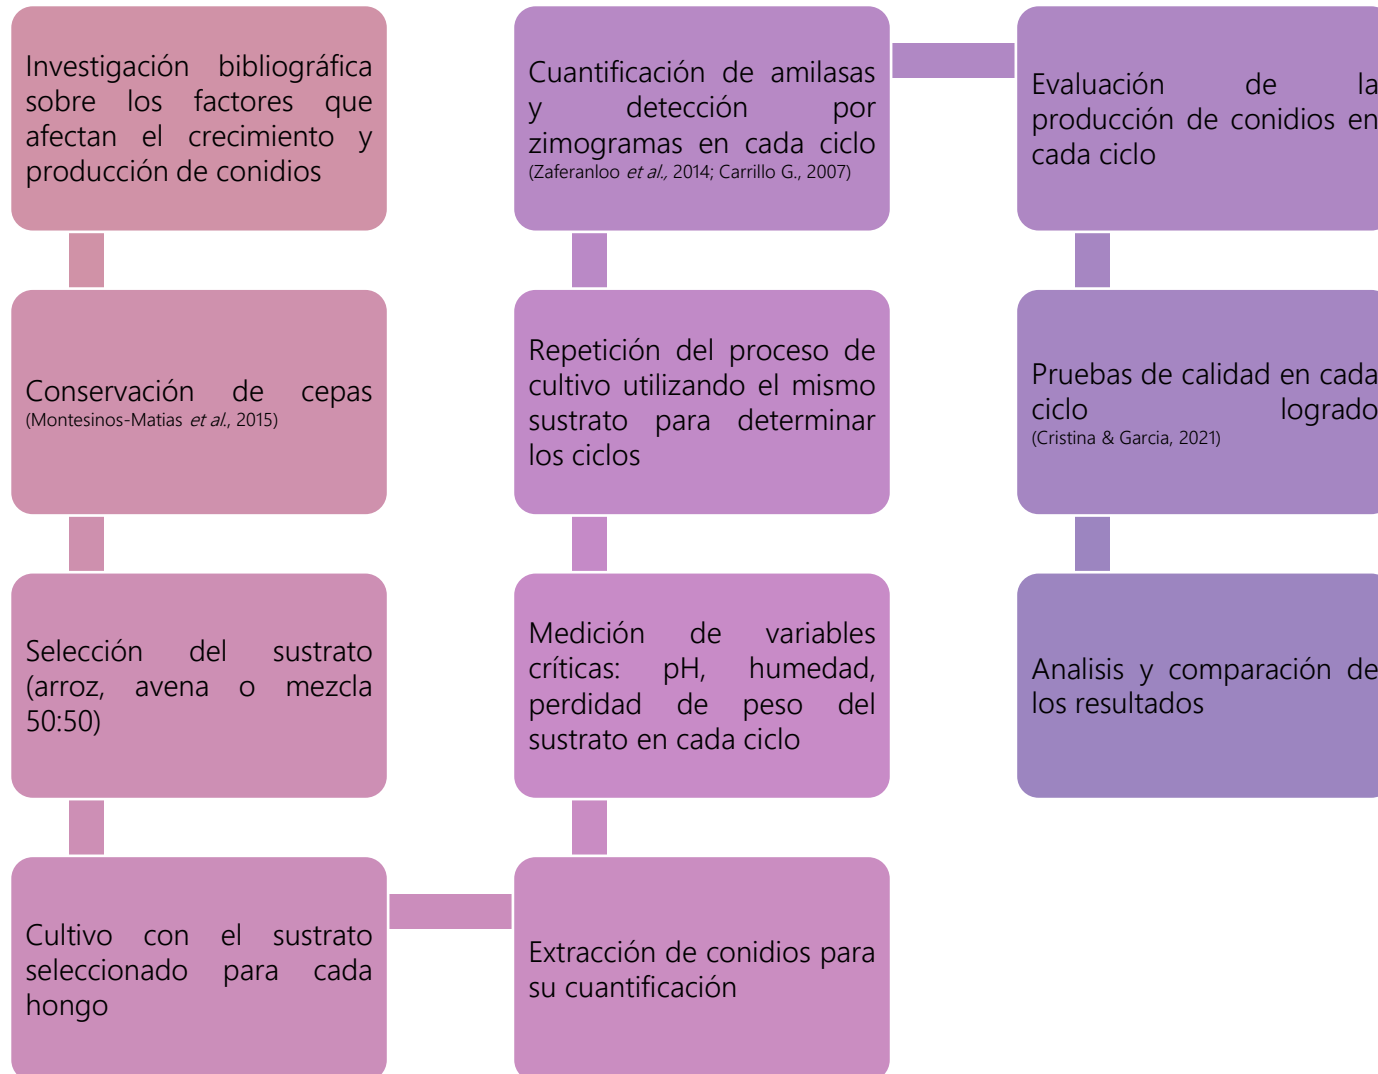 Investigación bibliográfica
sobre los factores que
afectan el crecimiento y
producción de conidios
Conservación de cepas
(Montesinos-Matias et al., 2015)
Selección del sustrato
(arroz, avena o mezcla
50:50)
Cultivo con el sustrato
seleccionado para cada
hongo
Extracción de conidios para
su cuantificación
Medición de variables
críticas: pH, humedad,
perdidad de peso del
sustrato en cada ciclo
Repetición del proceso de
cultivo utilizando el mismo
sustrato para determinar
los ciclos
Cuantificación de amilasas
y detección por
zimogramas en cada ciclo
(Zaferanloo et al., 2014; Carrillo G., 2007)
Evaluación de la
producción de conidios en
cada ciclo
Pruebas de calidad en cada
ciclo logrado
(Cristina & Garcia, 2021)
Analisis y comparación de
los resultados